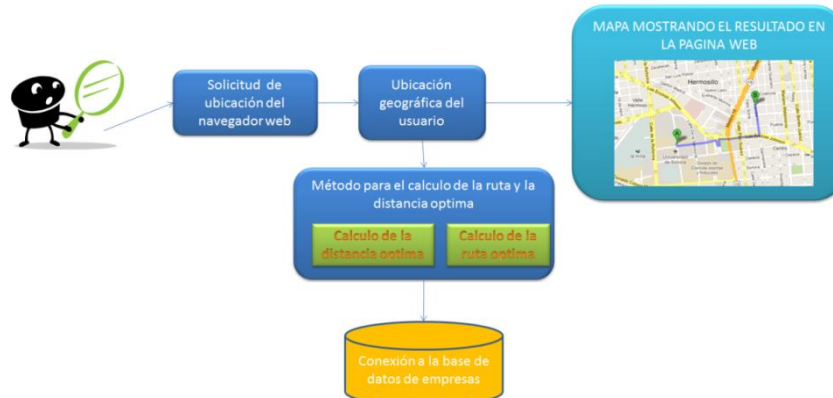 MAPA MOSTRANDO EL RESULTADO EN
LA PAGINA WEB
Solicitud de
ubicación del
navegador web
Ubicación
geográfica del
usuario
Hermosillo
Método para el calculo de la ruta y la
distancia optima
Calculo de la
distancia optima
Calculo de la
ruta optima
Conexión a la base de
datos de empresas